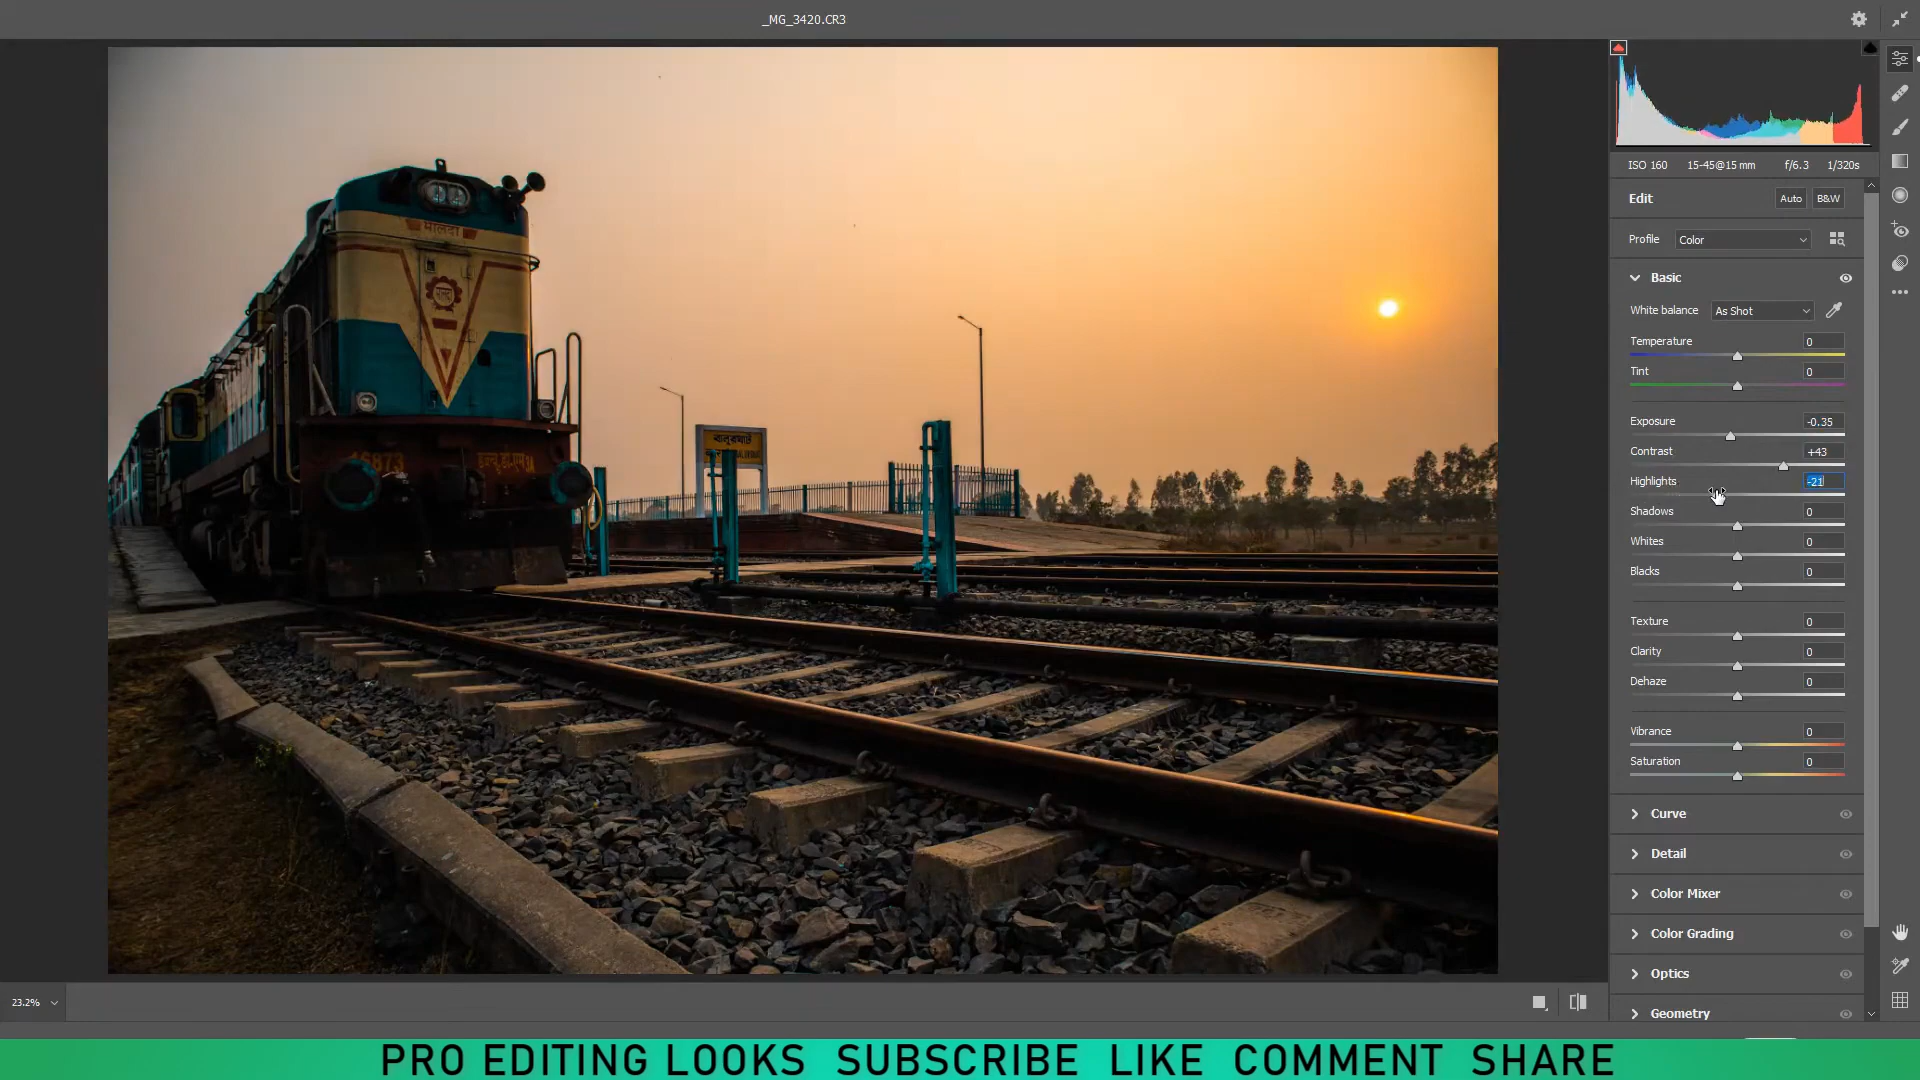 _MG_3420.CR3
ISO 160 15-45@15 mm f/6.3 1/320s
Edit Auto B&W
Profile Color
Basic
White balance As Shot
Temperature 0
Tint 0
Exposure -0.35
Contrast +43
Highlights -21
Shadows 0
Whites 0
Blacks 0
Texture 0
Clarity 0
Dehaze 0
Vibrance 0
Saturation 0
Curve
Detail
Color Mixer
Color Grading
Optics
Geometry
मालदा
16873
বালুরঘাট
23.2%
PRO EDITING LOOKS SUBSCRIBE LIKE COMMENT SHARE